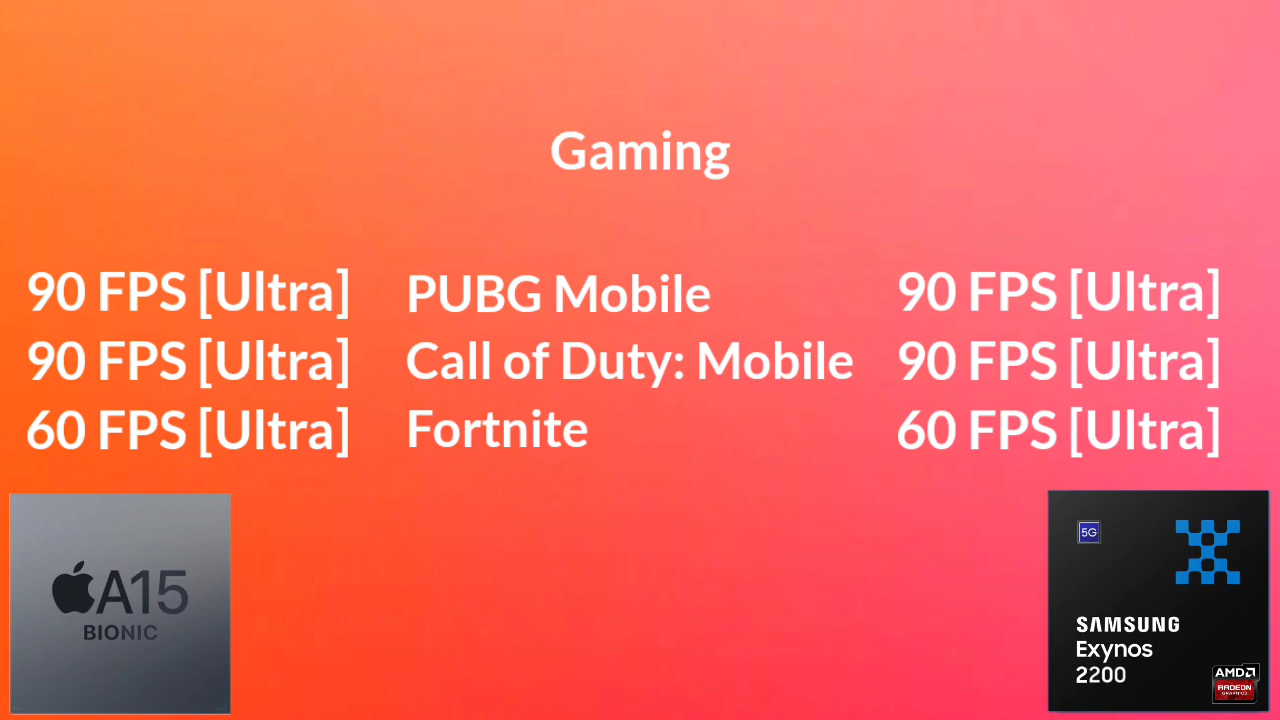 Gaming
90 FPS [Ultra] PUBG Mobile 90 FPS [Ultra]
90 FPS [Ultra] Call of Duty: Mobile 90 FPS [Ultra]
60 FPS [Ultra] Fortnite 60 FPS [Ultra]
A15
BIONIC
5G
SAMSUNG
Exynos
2200
AMD
RADEON
GRAPHICS